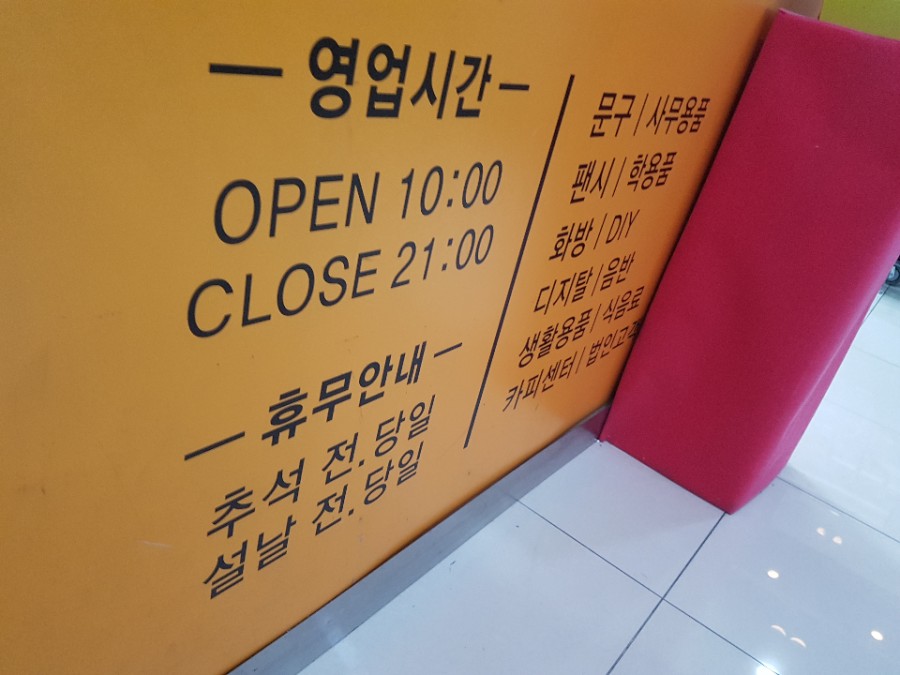 — 영업시간 —
OPEN 10:00
CLOSE 21:00
— 휴무안내 —
추석 전.당일
설날 전.당일
문구 | 사무용품
팬시 | 학용품
화방 | DIY
디지탈 | 음반
생활용품 | 식음료
카피센터 | 법인고객